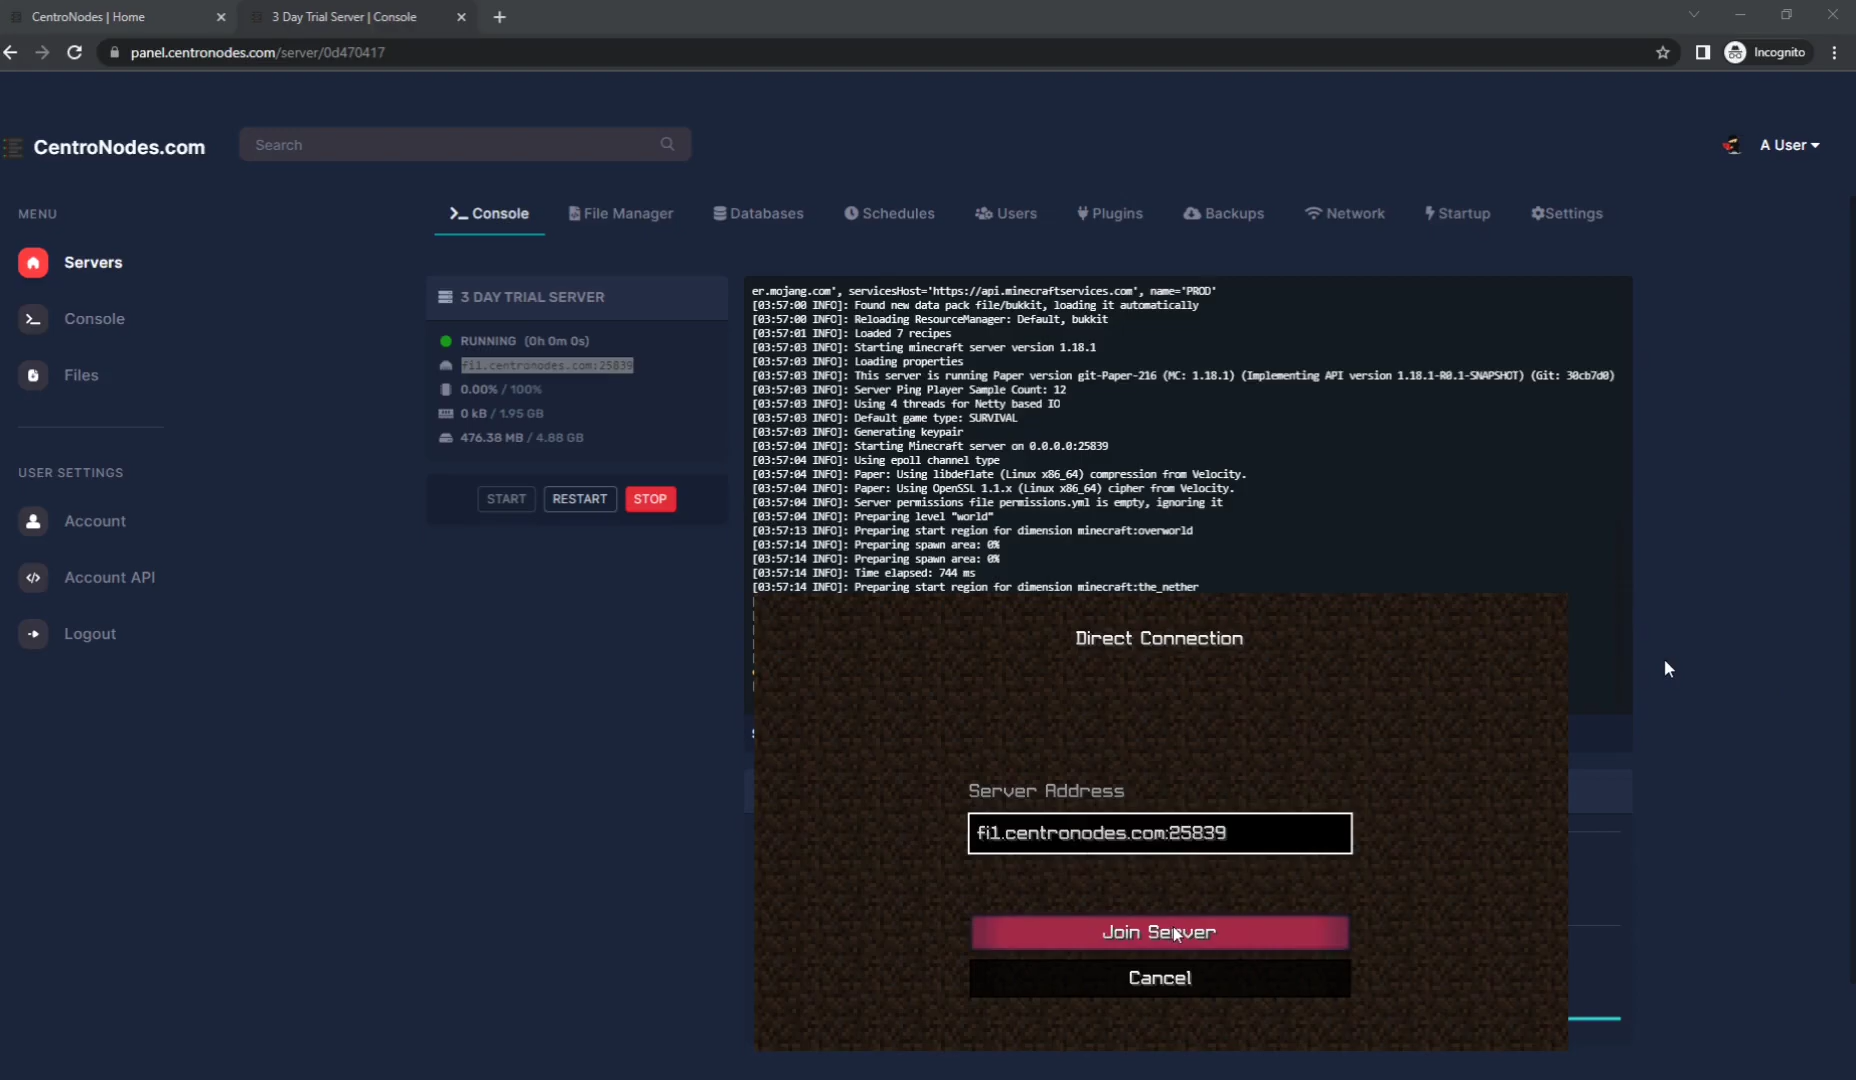 CentroNodes | Home
3 Day Trial Server | Console
panel.centronodes.com/server/0d470417
Incognito
CentroNodes.com
Search
A User
MENU
Servers
Console
Files
USER SETTINGS
Account
Account API
Logout
Console
File Manager
Databases
Schedules
Users
Plugins
Backups
Network
Startup
Settings
3 DAY TRIAL SERVER
RUNNING (0h 0m 0s)
fi1.centronodes.com:25839
0.00% / 100%
0 kB / 1.95 GB
476.38 MB / 4.88 GB
START
RESTART
STOP
er.mojang.com', servicesHost='https://api.minecraftservices.com', name='PROD'
[03:57:00 INFO]: Found new data pack file/bukkit, loading it automatically
[03:57:00 INFO]: Reloading ResourceManager: Default, bukkit
[03:57:01 INFO]: Loaded 7 recipes
[03:57:03 INFO]: Starting minecraft server version 1.18.1
[03:57:03 INFO]: Loading properties
[03:57:03 INFO]: This server is running Paper version git-Paper-216 (MC: 1.18.1) (Implementing API version 1.18.1-R0.1-SNAPSHOT) (Git: 30cb7d0)
[03:57:03 INFO]: Server Ping Player Sample Count: 12
[03:57:03 INFO]: Using 4 threads for Netty based IO
[03:57:03 INFO]: Default game type: SURVIVAL
[03:57:03 INFO]: Generating keypair
[03:57:04 INFO]: Starting Minecraft server on 0.0.0.0:25839
[03:57:04 INFO]: Using epoll channel type
[03:57:04 INFO]: Paper: Using libdeflate (Linux x86_64) compression from Velocity.
[03:57:04 INFO]: Paper: Using OpenSSL 1.1.x (Linux x86_64) cipher from Velocity.
[03:57:04 INFO]: Server permissions file permissions.yml is empty, ignoring it
[03:57:04 INFO]: Preparing level "world"
[03:57:13 INFO]: Preparing start region for dimension minecraft:overworld
[03:57:14 INFO]: Preparing spawn area: 0%
[03:57:14 INFO]: Preparing spawn area: 0%
[03:57:14 INFO]: Time elapsed: 744 ms
[03:57:14 INFO]: Preparing start region for dimension minecraft:the_nether
Direct Connection
Server Address
fi1.centronodes.com:25839
Join Server
Cancel